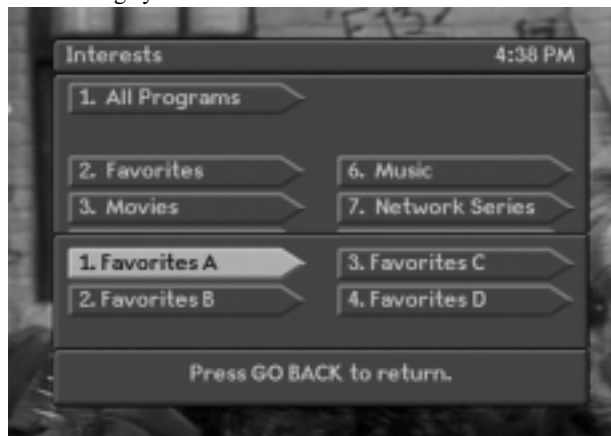 Interests 4:38 PM
1. All Programs
2. Favorites 6. Music
3. Movies 7. Network Series
1. Favorites A 3. Favorites C
2. Favorites B 4. Favorites D
Press GO BACK to return.